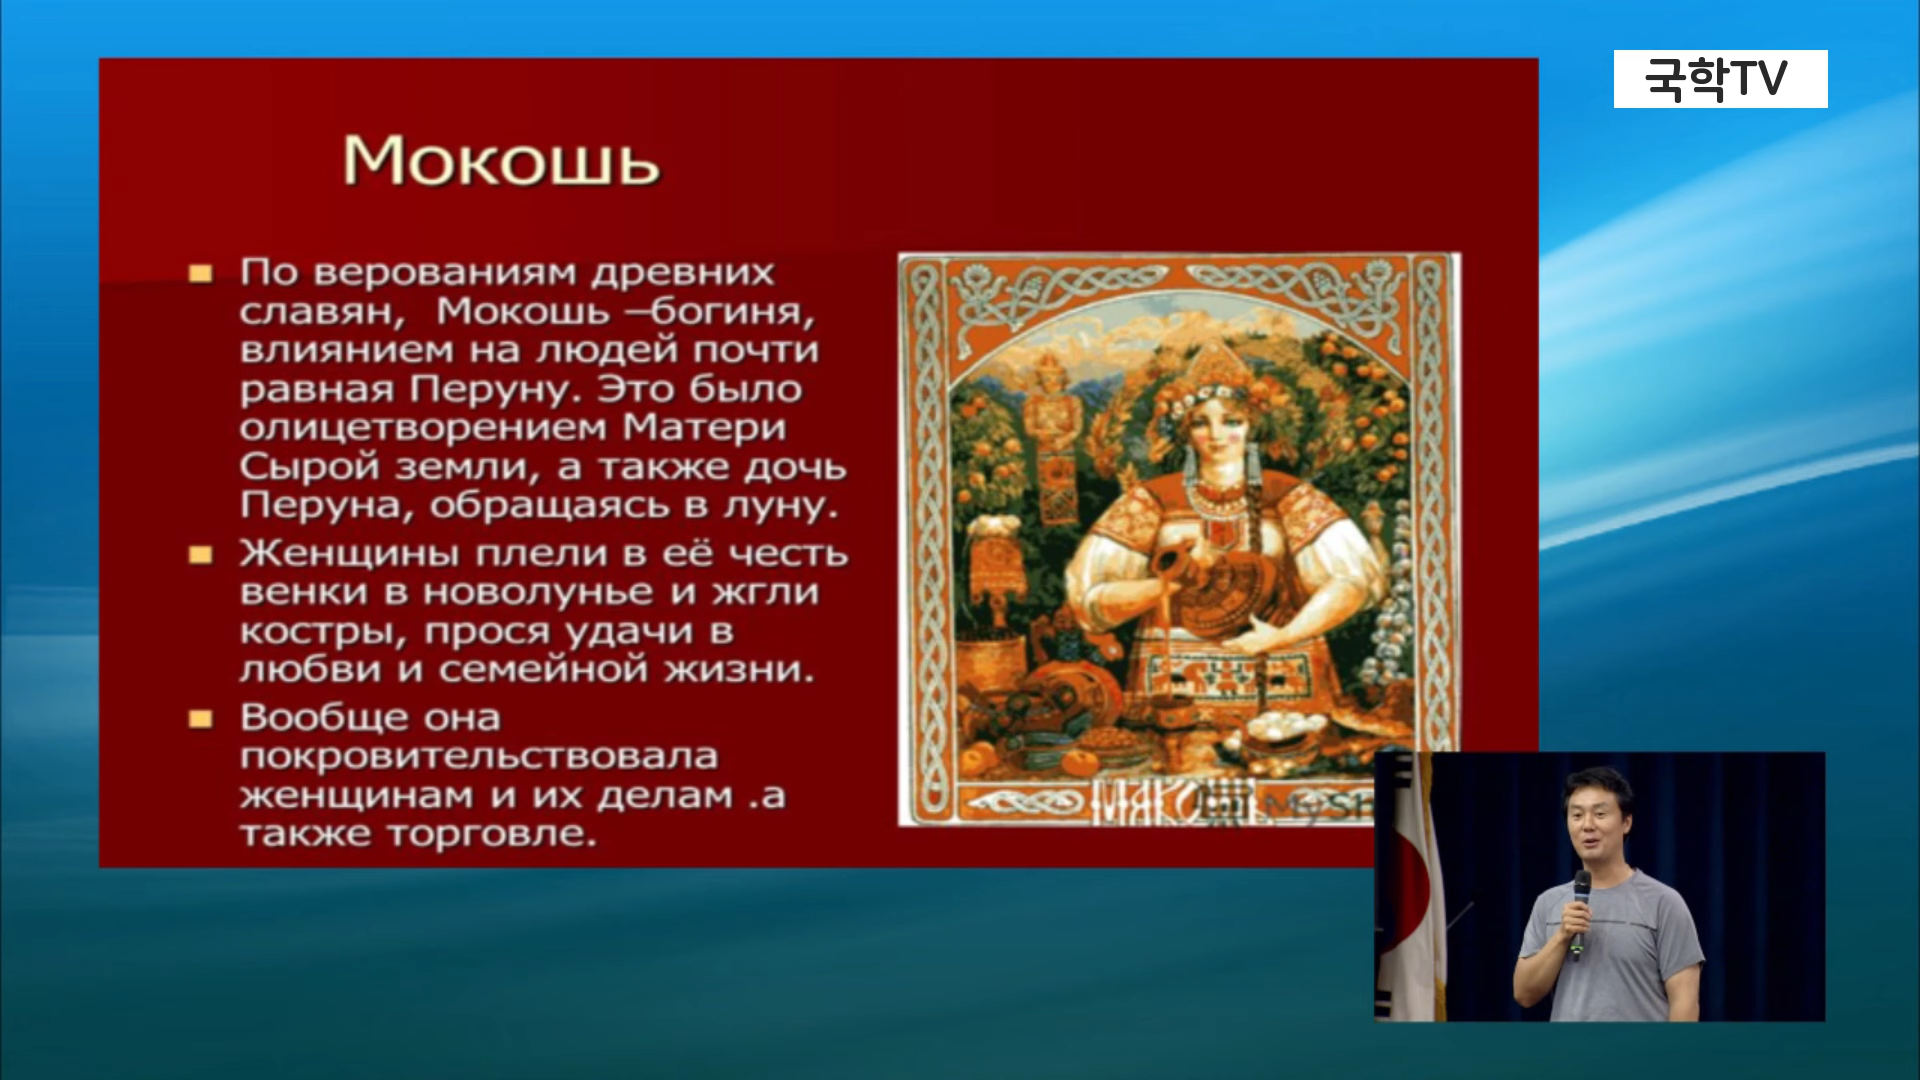 국학TV
Мокошь
По верованиям древних
славян, Мокошь –богиня,
влиянием на людей почти
равная Перуну. Это было
олицетворением Матери
Сырой земли, а также дочь
Перуна, обращаясь в луну.
Женщины плели в её честь
венки в новолунье и жгли
костры, прося удачи в
любви и семейной жизни.
Вообще она
покровительствовала
женщинам и их делам .а
также торговле.